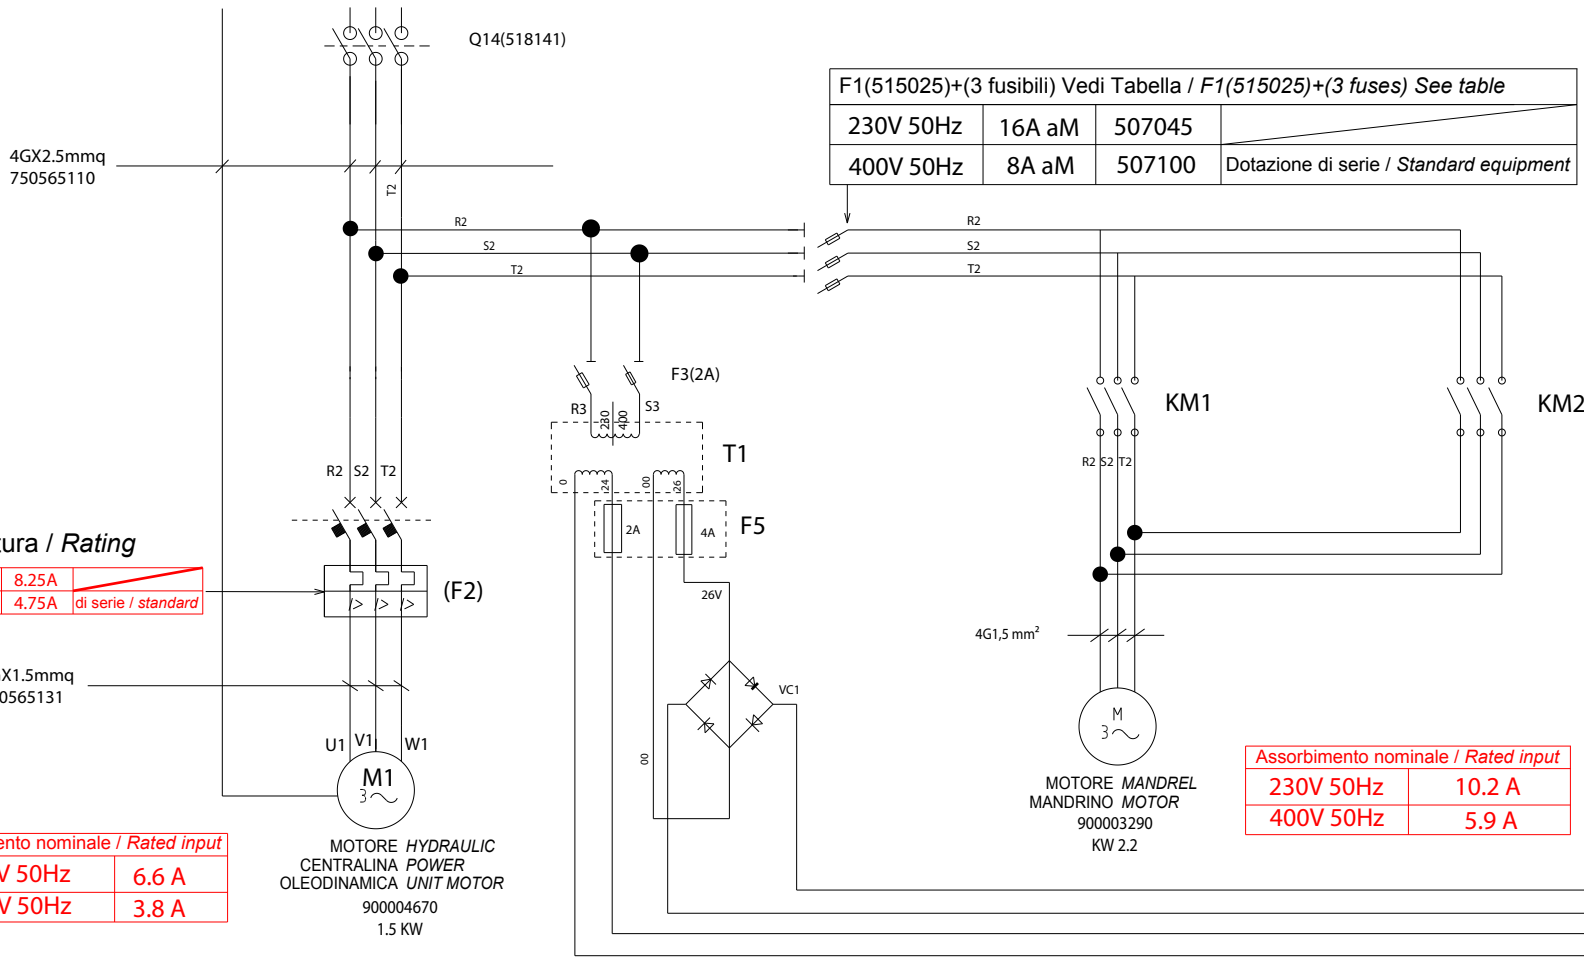 Q14(518141)
F1(515025)+(3 fusibili) Vedi Tabella / F1(515025)+(3 fuses) See table
230V 50Hz 16A aM 507045
400V 50Hz 8A aM 507100 Dotazione di serie / Standard equipment
4GX2.5mmq
750565110
T2
R2
S2
T2
R2
S2
T2
F3(2A)
R3 S3
230
400
T1
0
24
00
26
2A
4A
F5
KM1
KM2
R2 S2 T2
R2 S2 T2
tura / Rating
8.25A
4.75A di serie / standard
(F2)
26V
VC1
00
4G1,5 mm²
X1.5mmq
0565131
U1 V1 W1
M1
3
M
3
MOTORE HYDRAULIC
CENTRALINA POWER
OLEODINAMICA UNIT MOTOR
900004670
1.5 KW
MOTORE MANDREL
MANDRINO MOTOR
900003290
KW 2.2
Assorbimento nominale / Rated input
230V 50Hz 10.2 A
400V 50Hz 5.9 A
ento nominale / Rated input
V 50Hz 6.6 A
V 50Hz 3.8 A